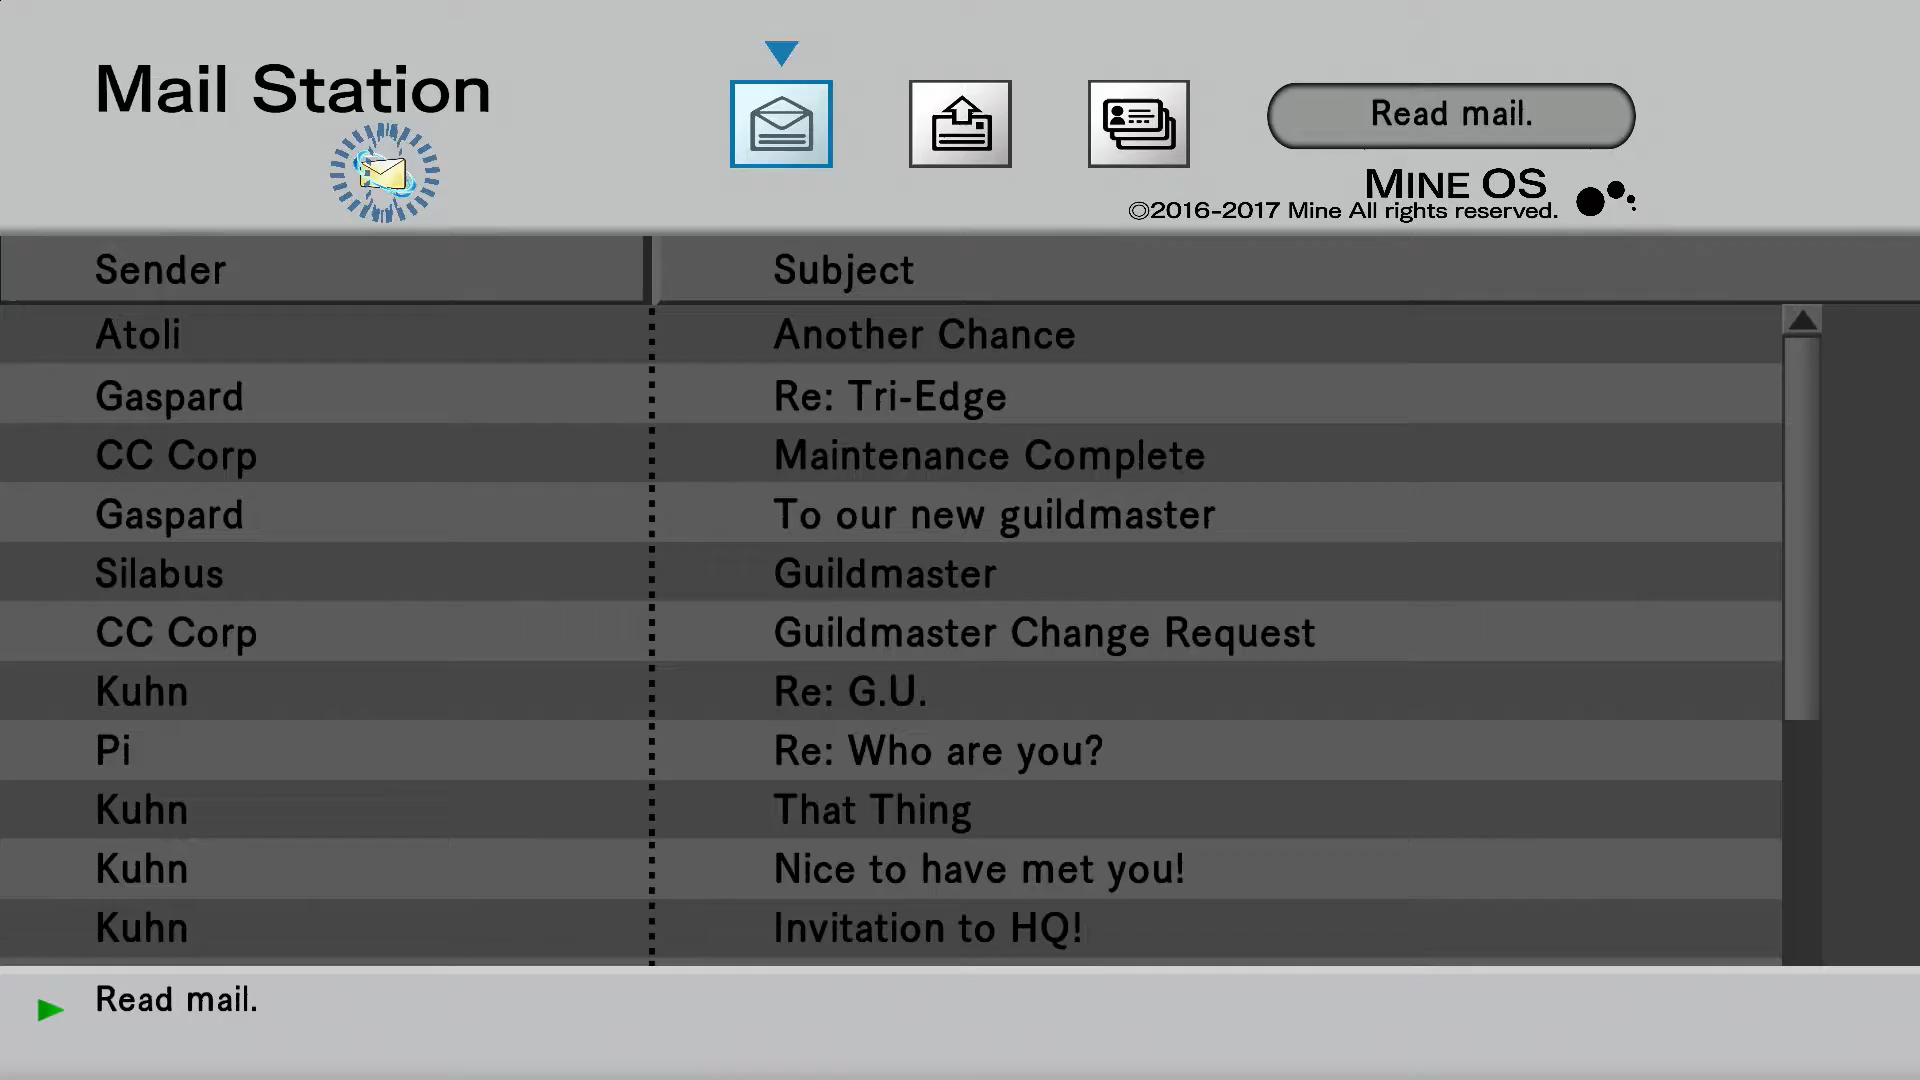 Mail Station
Read mail.
MINE OS
©2016-2017 Mine All rights reserved.
Sender Subject
Atoli Another Chance
Gaspard Re: Tri-Edge
CC Corp Maintenance Complete
Gaspard To our new guildmaster
Silabus Guildmaster
CC Corp Guildmaster Change Request
Kuhn Re: G.U.
Pi Re: Who are you?
Kuhn That Thing
Kuhn Nice to have met you!
Kuhn Invitation to HQ!
Read mail.